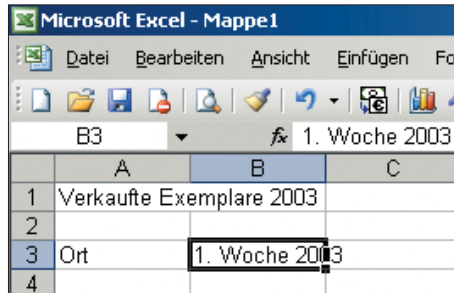 Microsoft Excel - Mappe1
Datei Bearbeiten Ansicht Einfügen Fo
B3 fx 1. Woche 2003
A B C
1 Verkaufte Exemplare 2003
2
3 Ort 1. Woche 2003
4